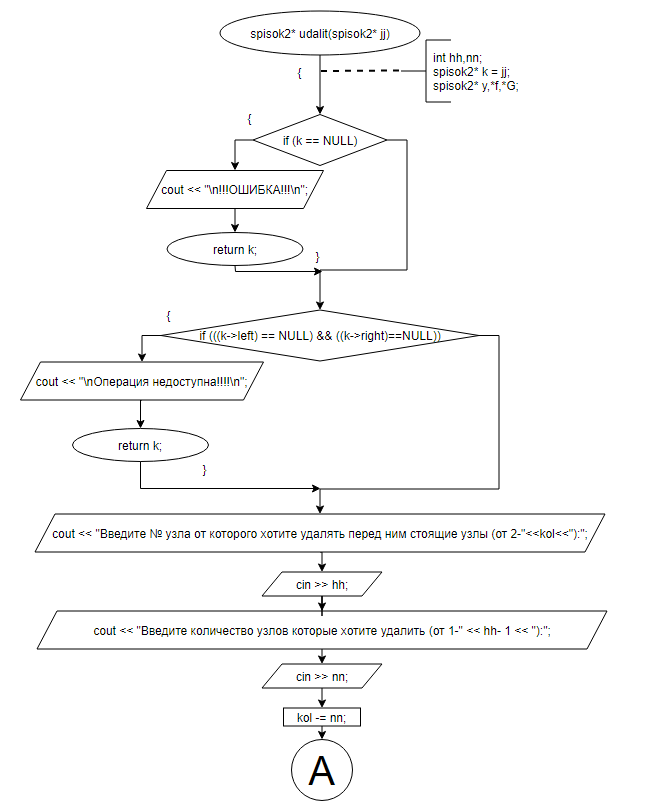 spisok2* udalit(spisok2* jj)
{
int hh,nn;
spisok2* k = jj;
spisok2* y,*f,*G;
{
if (k == NULL)
cout << "\n!!!ОШИБКА!!!\n";
return k;
}
{
if (((k->left) == NULL) && ((k->right)==NULL))
cout << "\nОперация недоступна!!!!\n";
return k;
}
cout << "Введите № узла от которого хотите удалять перед ним стоящие узлы (от 2-"<<kol<<"):";
cin >> hh;
cout << "Введите количество узлов которые хотите удалить (от 1-" << hh- 1 << "):";
cin >> nn;
kol -= nn;
A